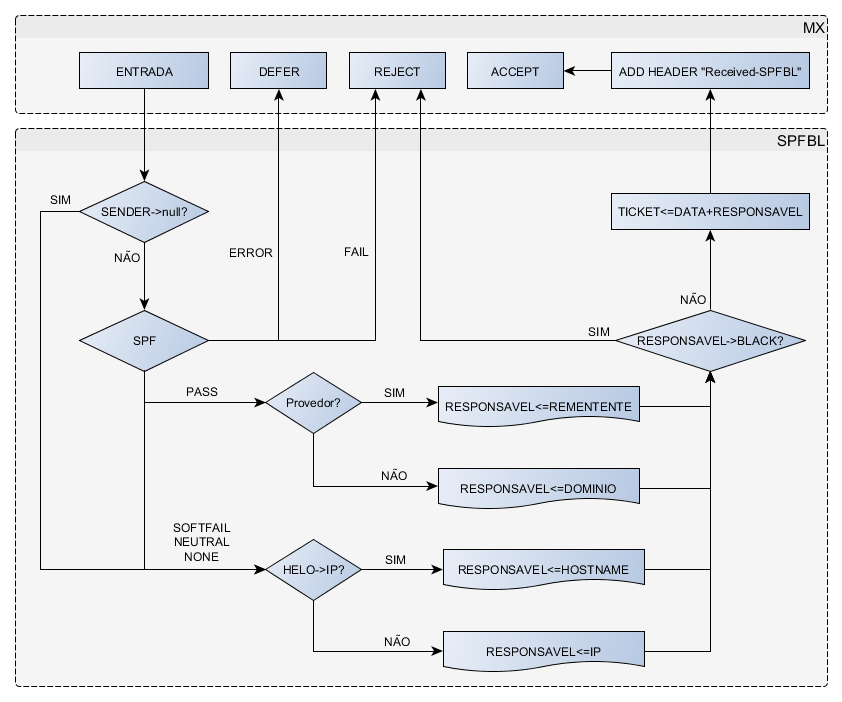 MX
ENTRADA
DEFER
REJECT
ACCEPT
ADD HEADER "Received-SPFBL"
SPFBL
SIM
SENDER->null?
TICKET<=DATA+RESPONSAVEL
NÃO
ERROR
FAIL
NÃO
SPF
SIM
RESPONSAVEL->BLACK?
PASS
Provedor?
SIM
RESPONSAVEL<=REMENTENTE
NÃO
RESPONSAVEL<=DOMINIO
SOFTFAIL
NEUTRAL
NONE
HELO->IP?
SIM
RESPONSAVEL<=HOSTNAME
NÃO
RESPONSAVEL<=IP